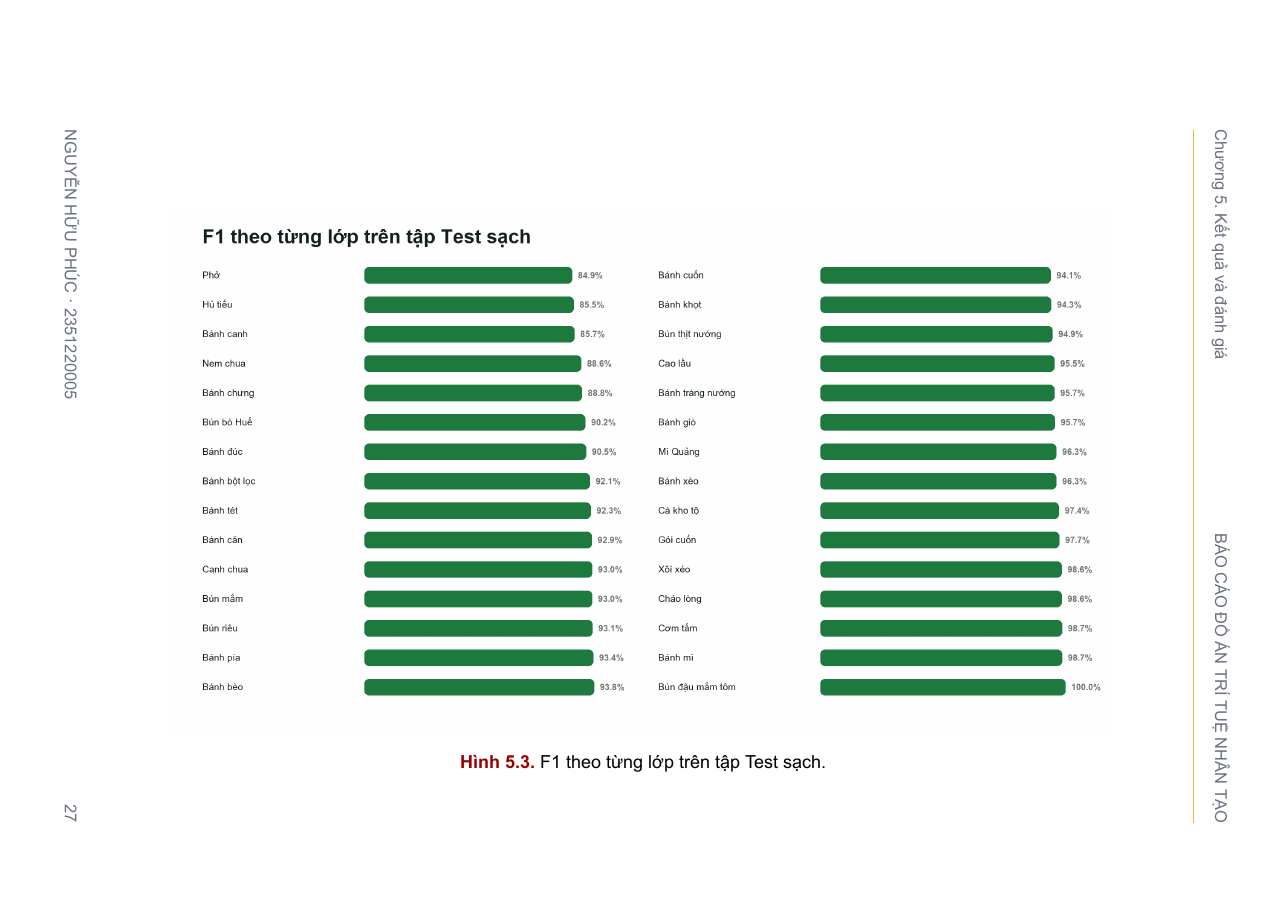 Chương 5. Kết quả và đánh giá
BÁO CÁO ĐỒ ÁN TRÍ TUỆ NHÂN TẠO
F1 theo từng lớp trên tập Test sạch
Phở 84.9%
Hủ tiếu 85.5%
Bánh canh 85.7%
Nem chua 88.6%
Bánh chưng 88.8%
Bún bò Huế 90.2%
Bánh đúc 90.5%
Bánh bột lọc 92.1%
Bánh tét 92.3%
Bánh căn 92.9%
Canh chua 93.0%
Bún mắm 93.0%
Bún riêu 93.1%
Bánh pía 93.4%
Bánh bèo 93.8%
Bánh cuốn 94.1%
Bánh khọt 94.3%
Bún thịt nướng 94.9%
Cao lầu 95.5%
Bánh tráng nướng 95.7%
Bánh giò 95.7%
Mì Quảng 96.3%
Bánh xèo 96.3%
Cá kho tộ 97.4%
Gỏi cuốn 97.7%
Xôi xéo 98.6%
Cháo lòng 98.6%
Cơm tấm 98.7%
Bánh mì 98.7%
Bún đậu mắm tôm 100.0%
Hình 5.3. F1 theo từng lớp trên tập Test sạch.
NGUYỄN HỮU PHÚC · 2351220005
27